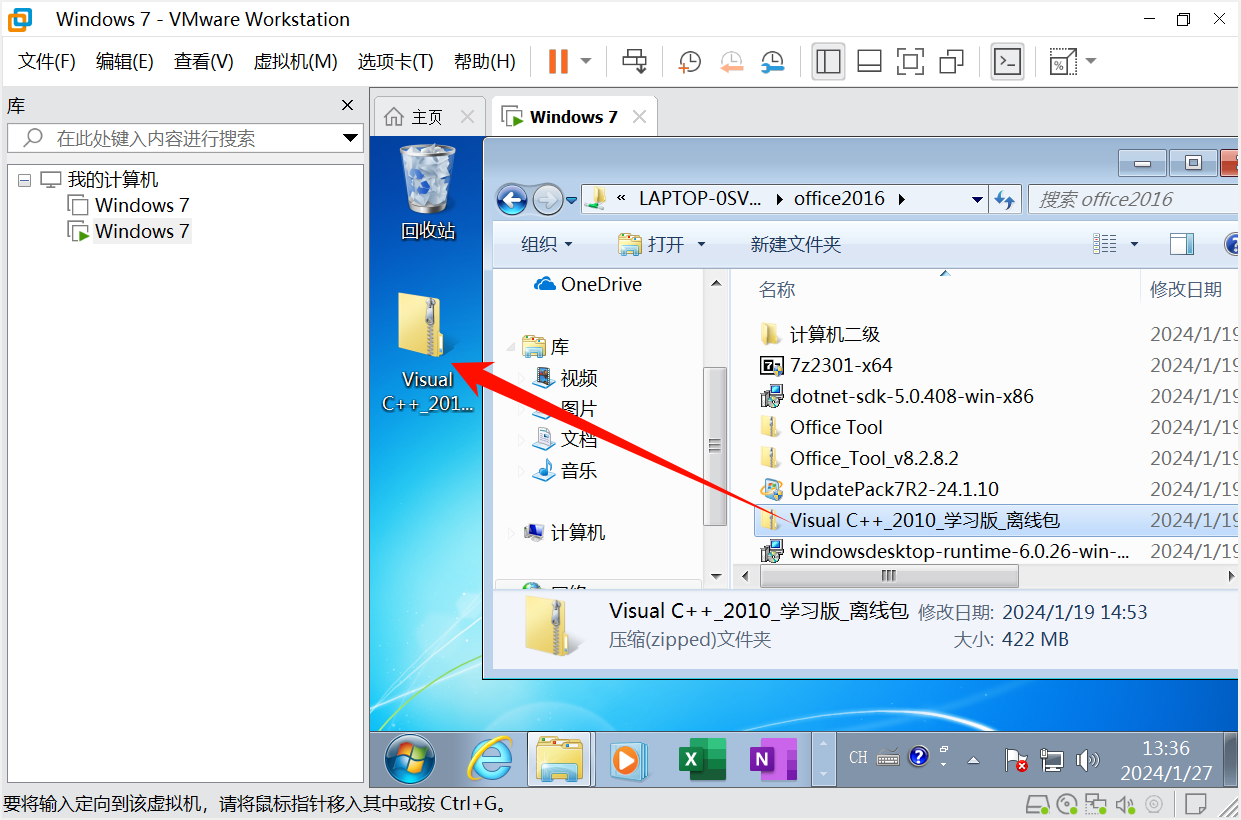 Windows 7 - VMware Workstation
文件(F) 编辑(E) 查看(V) 虚拟机(M) 选项卡(T) 帮助(H)
库
在此处键入内容进行搜索
我的计算机
Windows 7
Windows 7
主页
Windows 7
回收站
Visual
C++_201...
« LAPTOP-0SV... office2016
搜索 office2016
组织 打开 新建文件夹
OneDrive
库
视频
图片
文档
音乐
计算机
名称 修改日期
计算机二级 2024/1/19
7z2301-x64 2024/1/19
dotnet-sdk-5.0.408-win-x86 2024/1/19
Office Tool 2024/1/19
Office_Tool_v8.2.8.2 2024/1/19
UpdatePack7R2-24.1.10 2024/1/19
Visual C++_2010_学习版_离线包 2024/1/19
windowsdesktop-runtime-6.0.26-win-... 2024/1/19
Visual C++_2010_学习版_离线包 修改日期: 2024/1/19 14:53
压缩(zipped)文件夹 大小: 422 MB
CH
13:36
2024/1/27
要将输入定向到该虚拟机，请将鼠标指针移入其中或按 Ctrl+G。